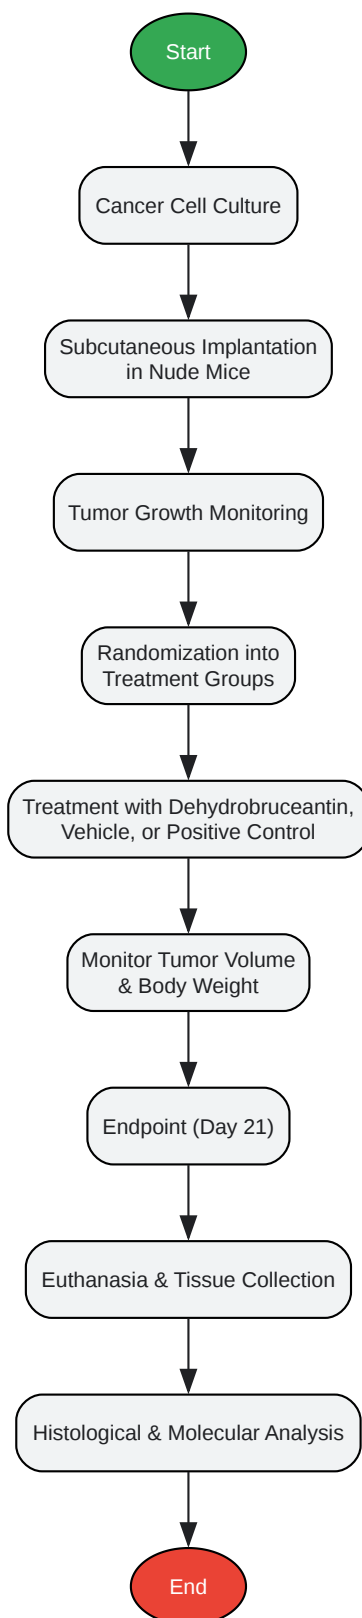 Start
Cancer Cell Culture
Subcutaneous Implantation
in Nude Mice
Tumor Growth Monitoring
Randomization into
Treatment Groups
Treatment with Dehydrobruceantin,
Vehicle, or Positive Control
Monitor Tumor Volume
& Body Weight
Endpoint (Day 21)
Euthanasia & Tissue Collection
Histological & Molecular Analysis
End